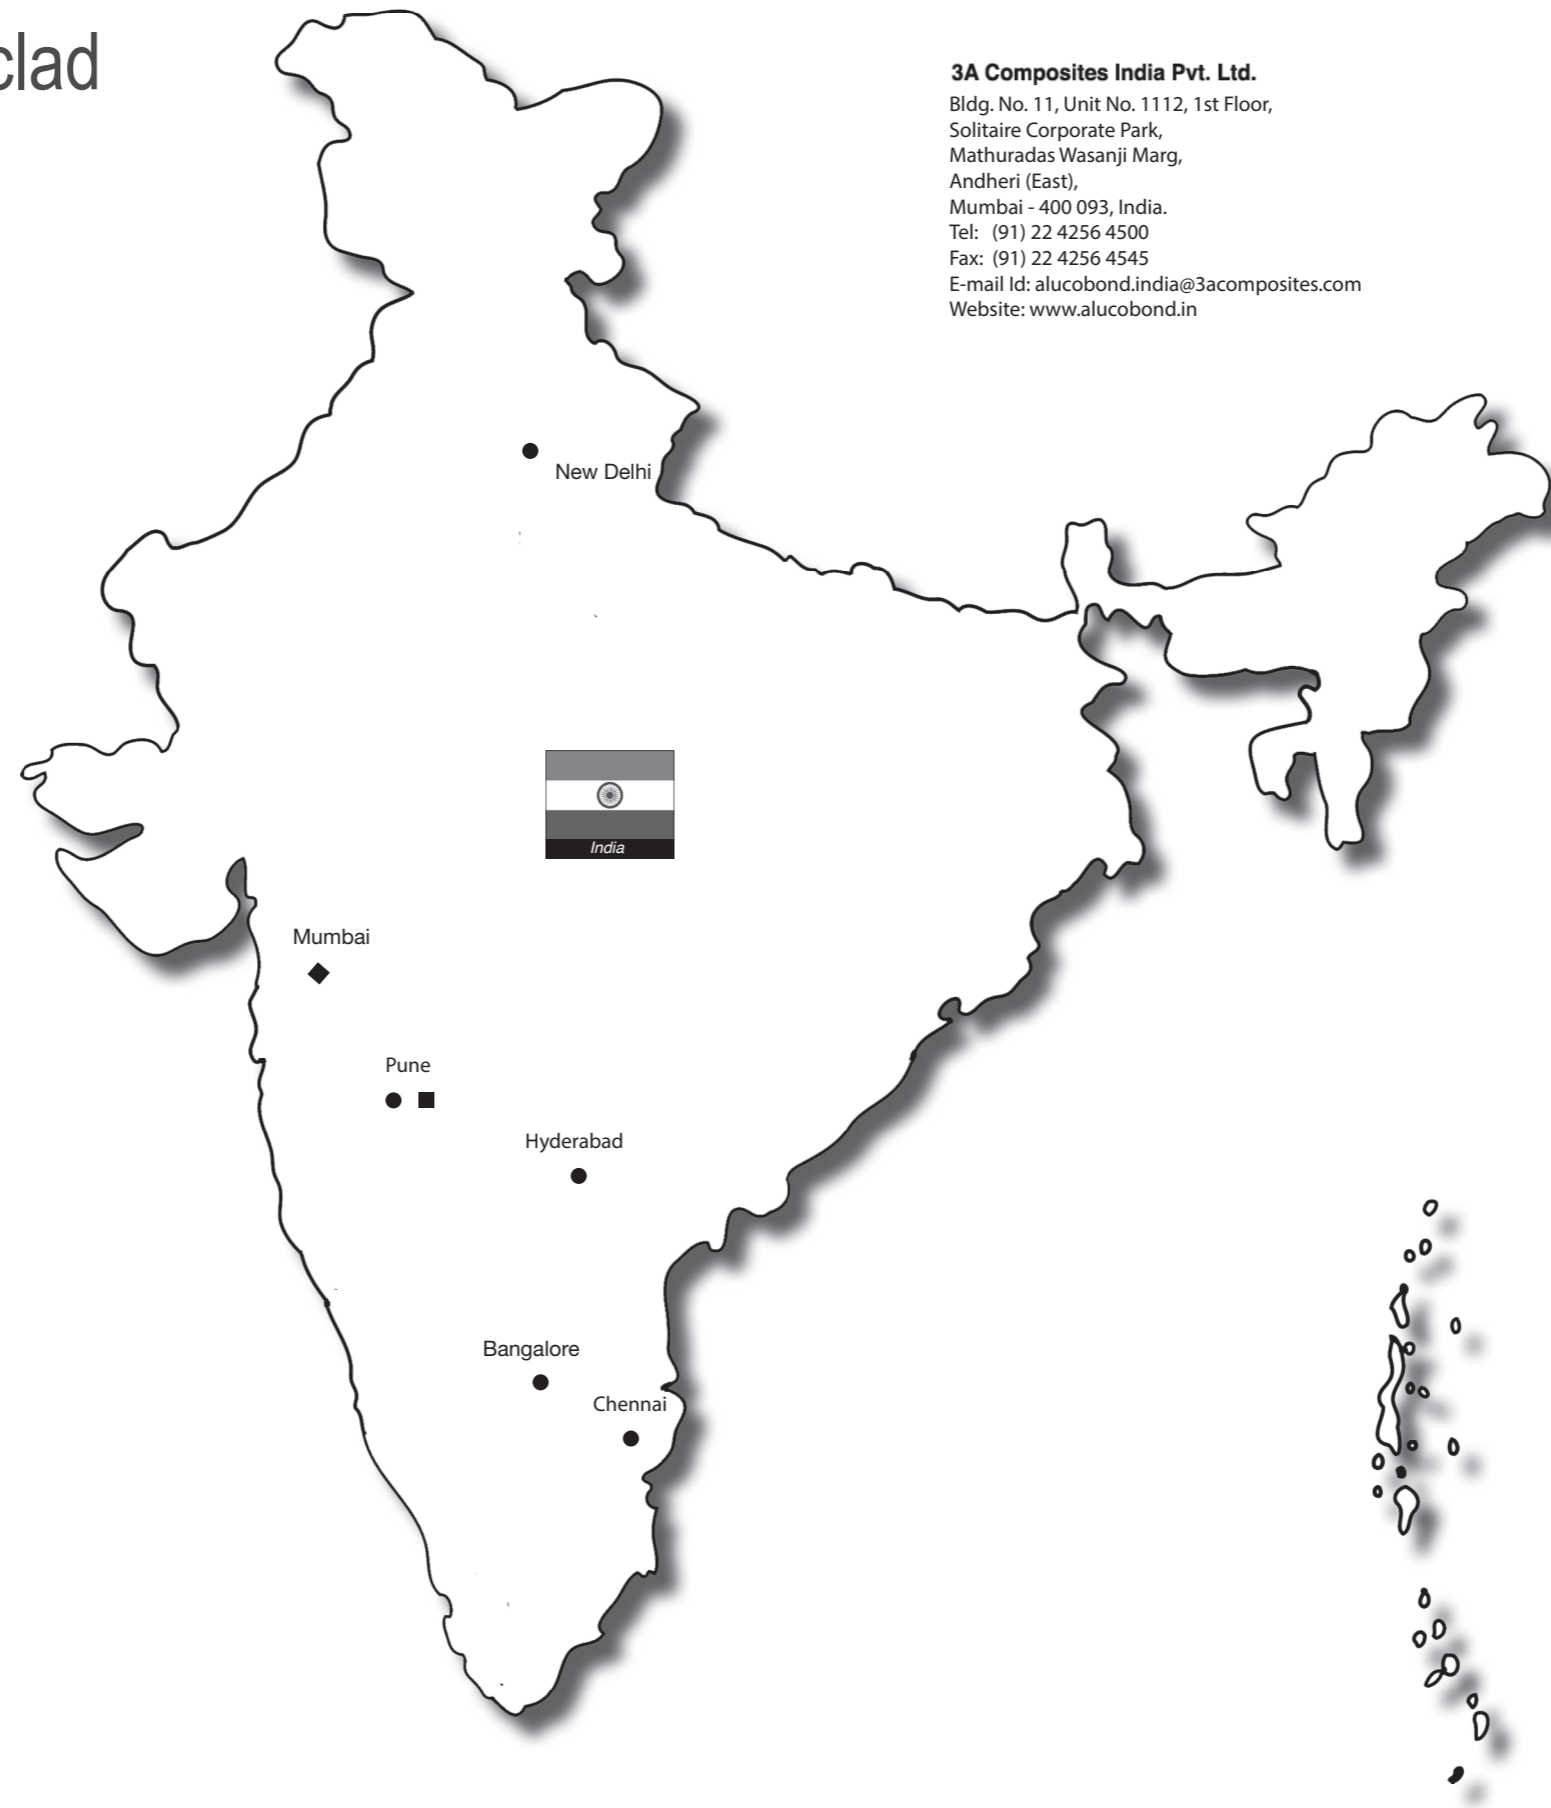 clad
3A Composites India Pvt. Ltd.
Bldg. No. 11, Unit No. 1112, 1st Floor,
Solitaire Corporate Park,
Mathuradas Wasanji Marg,
Andheri (East),
Mumbai - 400 093, India.
Tel: (91) 22 4256 4500
Fax: (91) 22 4256 4545
E-mail Id: alucobond.india@3acomposites.com
Website: www.alucobond.in
New Delhi
India
Mumbai
Pune
Hyderabad
Bangalore
Chennai